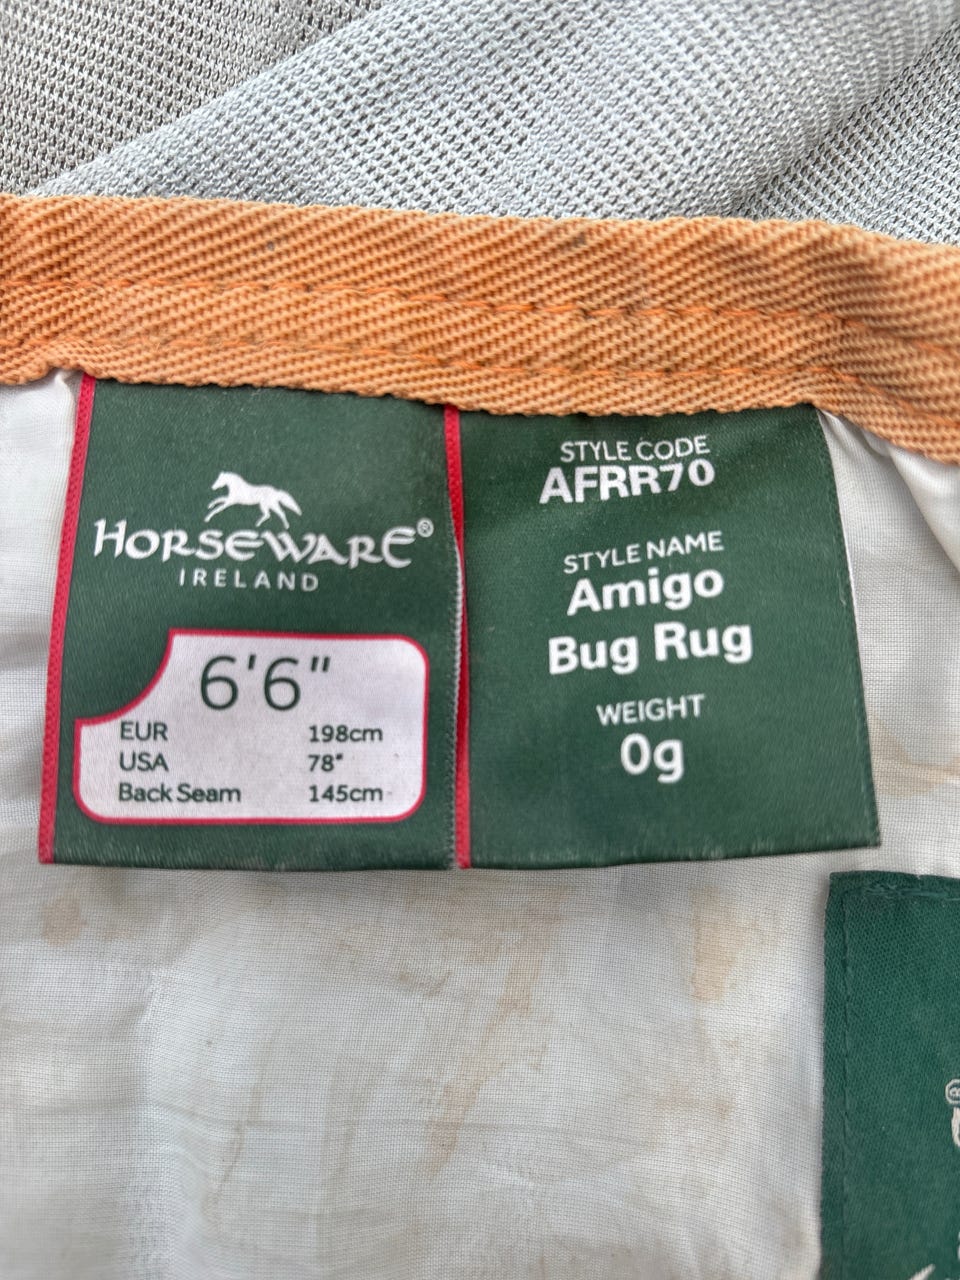 HORSEWARE®
IRELAND
6'6"
EUR 198cm
USA 78"
Back Seam 145cm
STYLE CODE
AFRR70
STYLE NAME
Amigo
Bug Rug
WEIGHT
0g
®